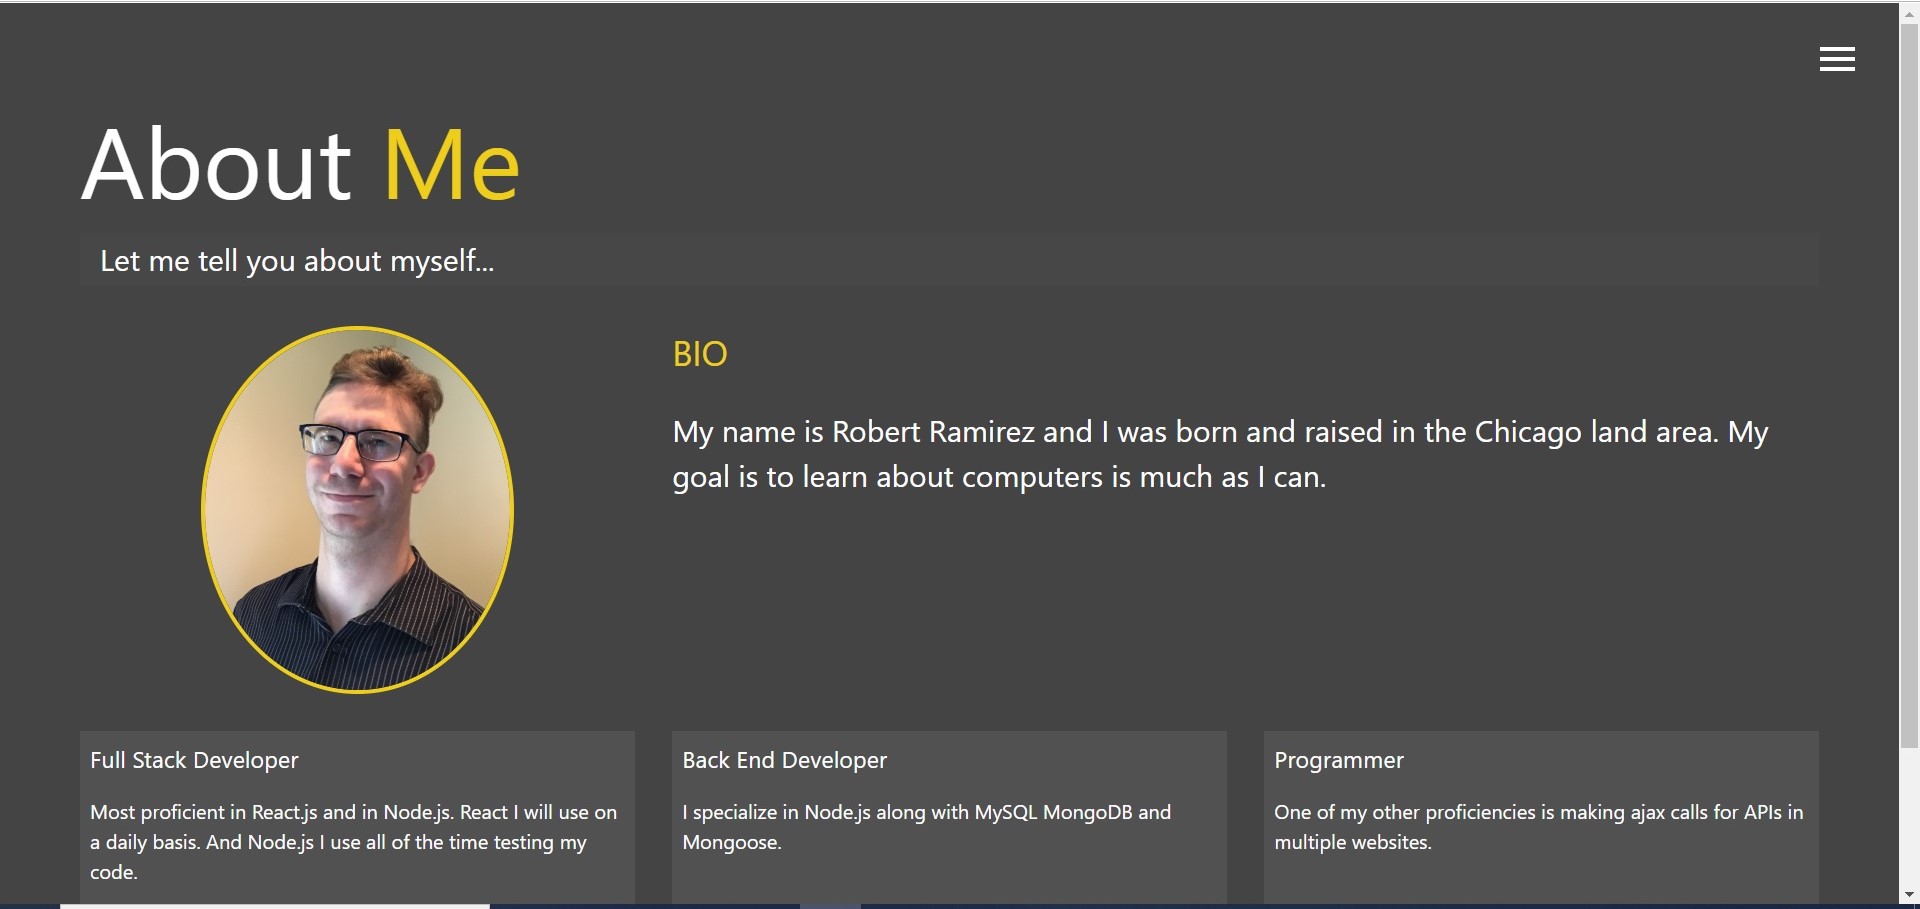 About Me
Let me tell you about myself...
BIO
My name is Robert Ramirez and I was born and raised in the Chicago land area. My
goal is to learn about computers is much as I can.
Full Stack Developer
Most proficient in React.js and in Node.js. React I will use on
a daily basis. And Node.js I use all of the time testing my
code.
Back End Developer
I specialize in Node.js along with MySQL MongoDB and
Mongoose.
Programmer
One of my other proficiencies is making ajax calls for APIs in
multiple websites.